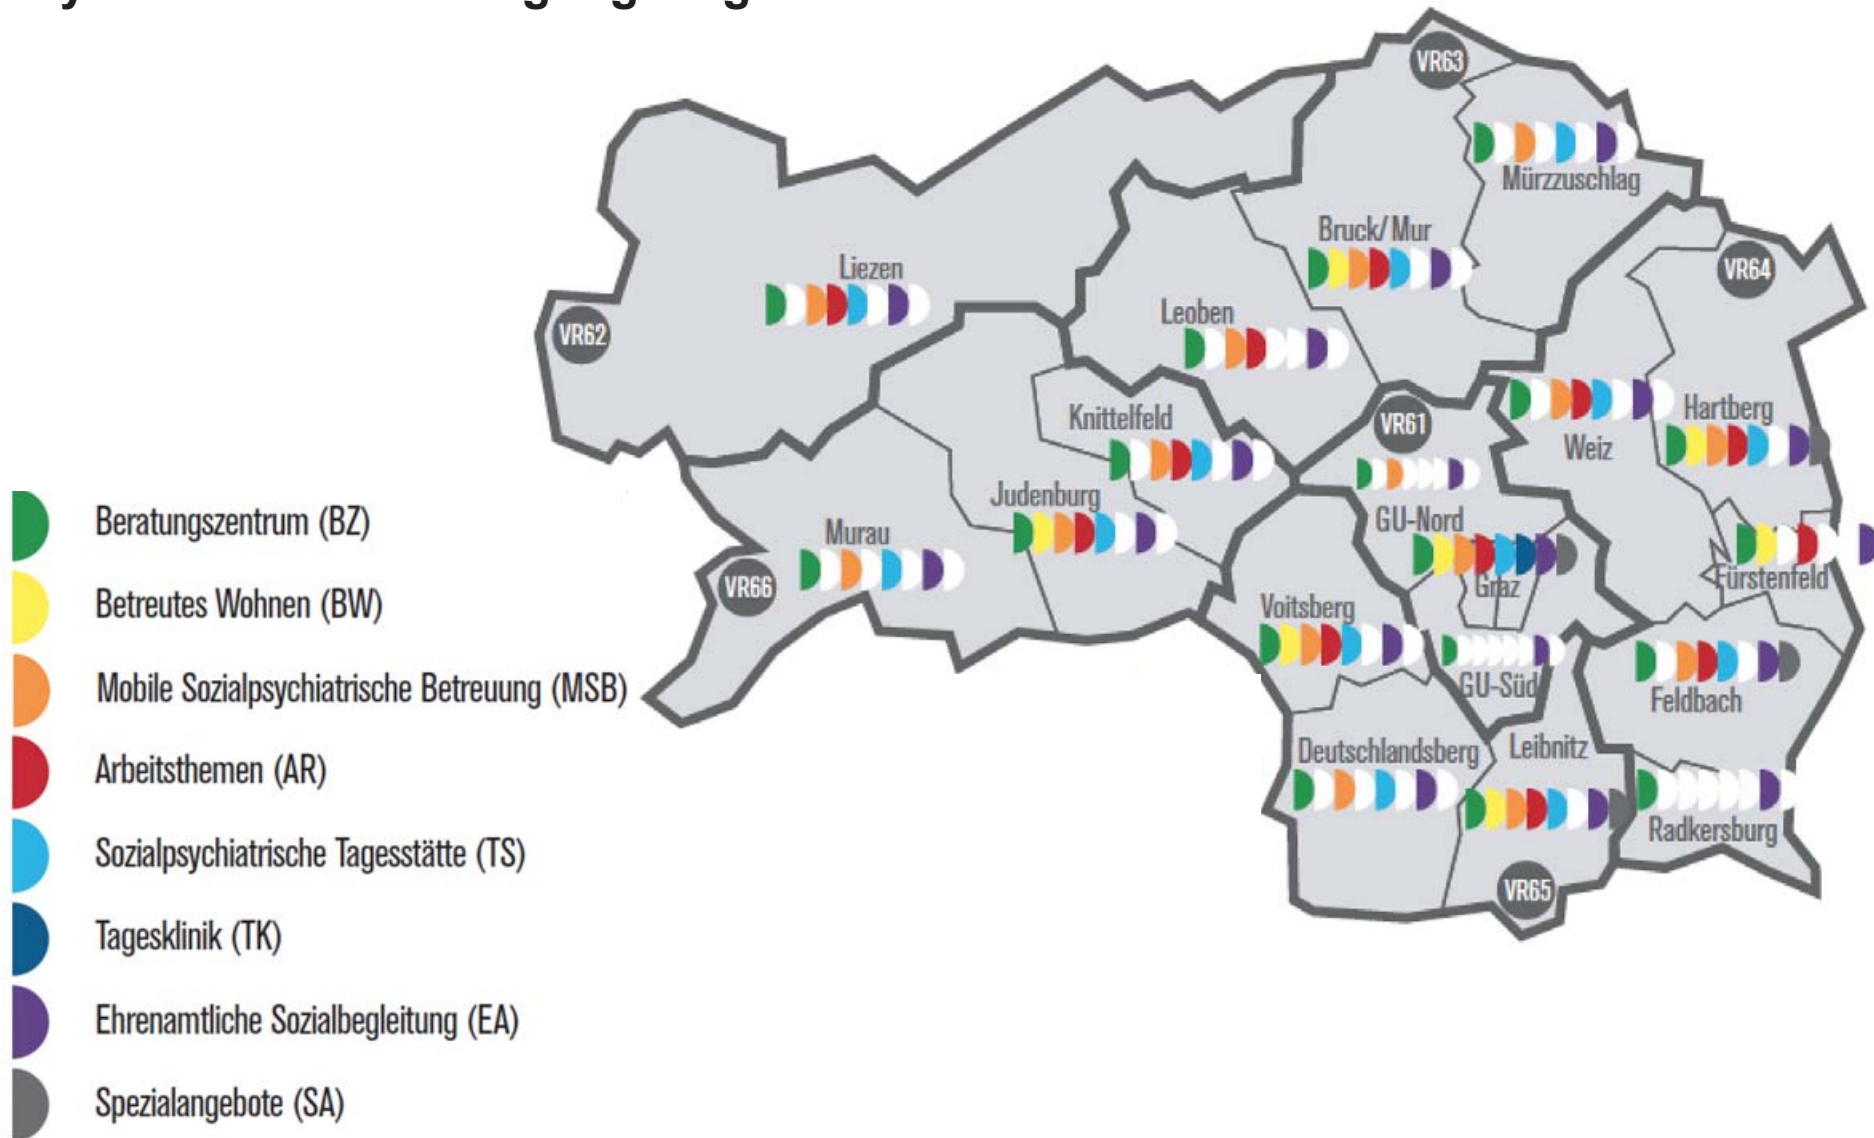 VR63
Mürzzuschlag
Bruck/Mur
VR64
Liezen
Leoben
VR62
Hartberg
VR61
Knittelfeld
Weiz
Judenburg
GU-Nord
Murau
Beratungszentrum (BZ)
VR66
Graz
Fürstenfeld
Voitsberg
Betreutes Wohnen (BW)
GU-Süd
Mobile Sozialpsychiatrische Betreuung (MSB)
Feldbach
Deutschlandsberg
Leibnitz
Arbeitsthemen (AR)
Radkersburg
Sozialpsychiatrische Tagesstätte (TS)
VR65
Tagesklinik (TK)
Ehrenamtliche Sozialbegleitung (EA)
Spezialangebote (SA)